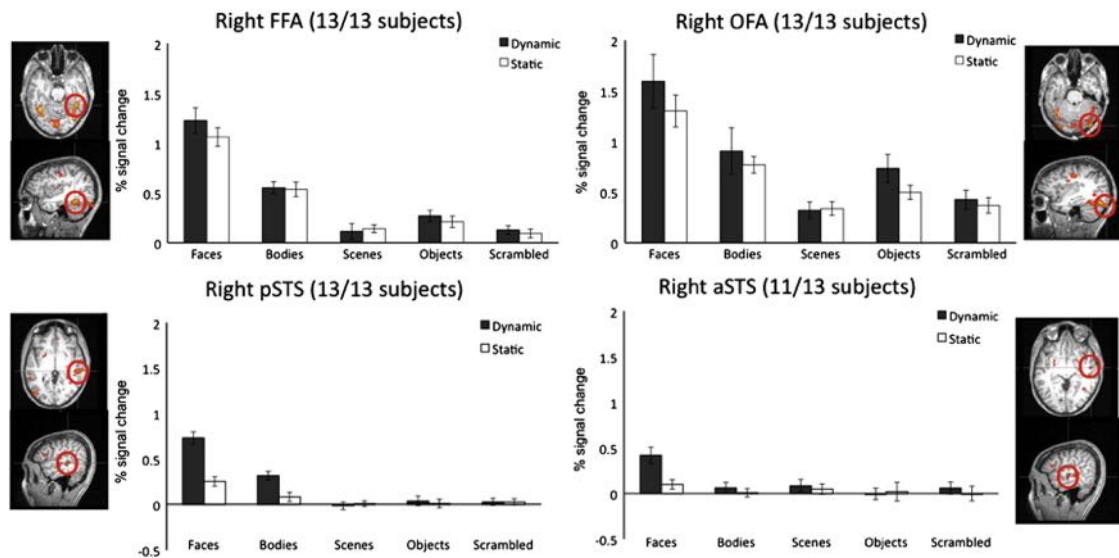 Right FFA (13/13 subjects)
2
1.5
1
0.5
0
% signal change
Dynamic
Static
Faces Bodies Scenes Objects Scrambled
Right OFA (13/13 subjects)
2
1.5
1
0.5
0
% signal change
Dynamic
Static
Faces Bodies Scenes Objects Scrambled
Right pSTS (13/13 subjects)
2
1.5
1
0.5
0
-0.5
% signal change
Dynamic
Static
Faces Bodies Scenes Objects Scrambled
Right aSTS (11/13 subjects)
2
1.5
1
0.5
0
-0.5
% signal change
Dynamic
Static
Faces Bodies Scenes Objects Scrambled